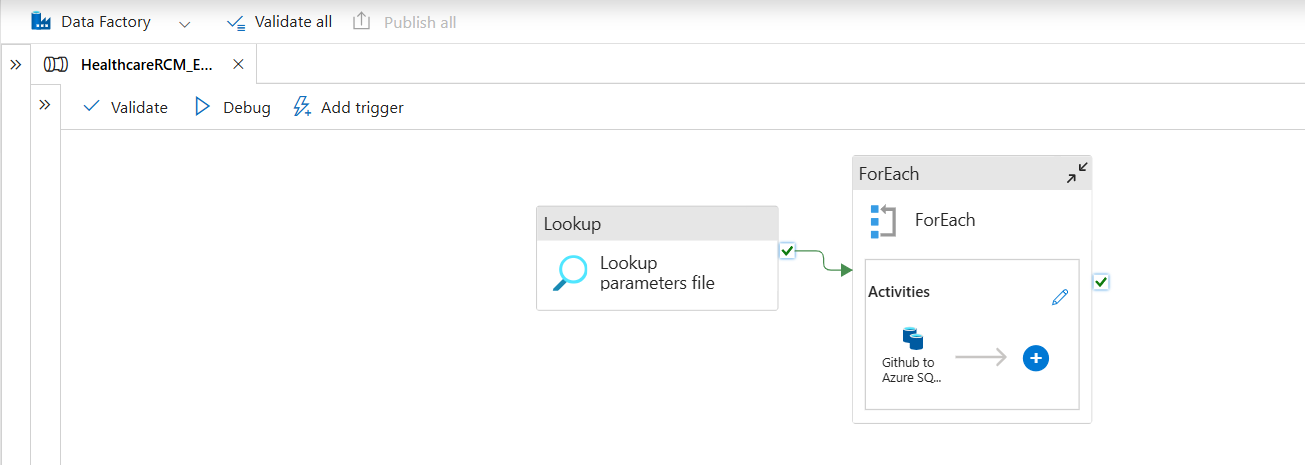 Data Factory
Validate all
Publish all
HealthcareRCM_E...
Validate
Debug
Add trigger
Lookup
Lookup
parameters file
ForEach
ForEach
Activities
Github to
Azure SQ...